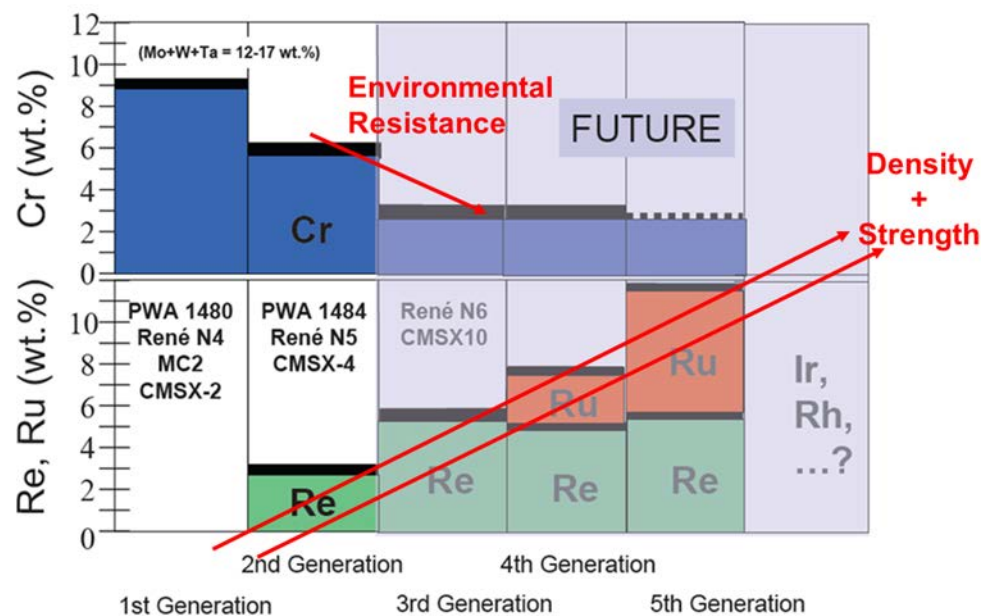 12
10
8
6
4
2
0
Cr (wt.%)
(Mo+W+Ta = 12-17 wt.%)
Environmental
Resistance
FUTURE
Density
+
Strength
Cr
10
8
6
4
2
0
Re, Ru (wt.%)
PWA 1480
René N4
MC2
CMSX-2
PWA 1484
René N5
CMSX-4
René N6
CMSX10
Ru
Ru
Ir,
Rh,
...?
Re
Re
Re
Re
2nd Generation
4th Generation
1st Generation
3rd Generation
5th Generation